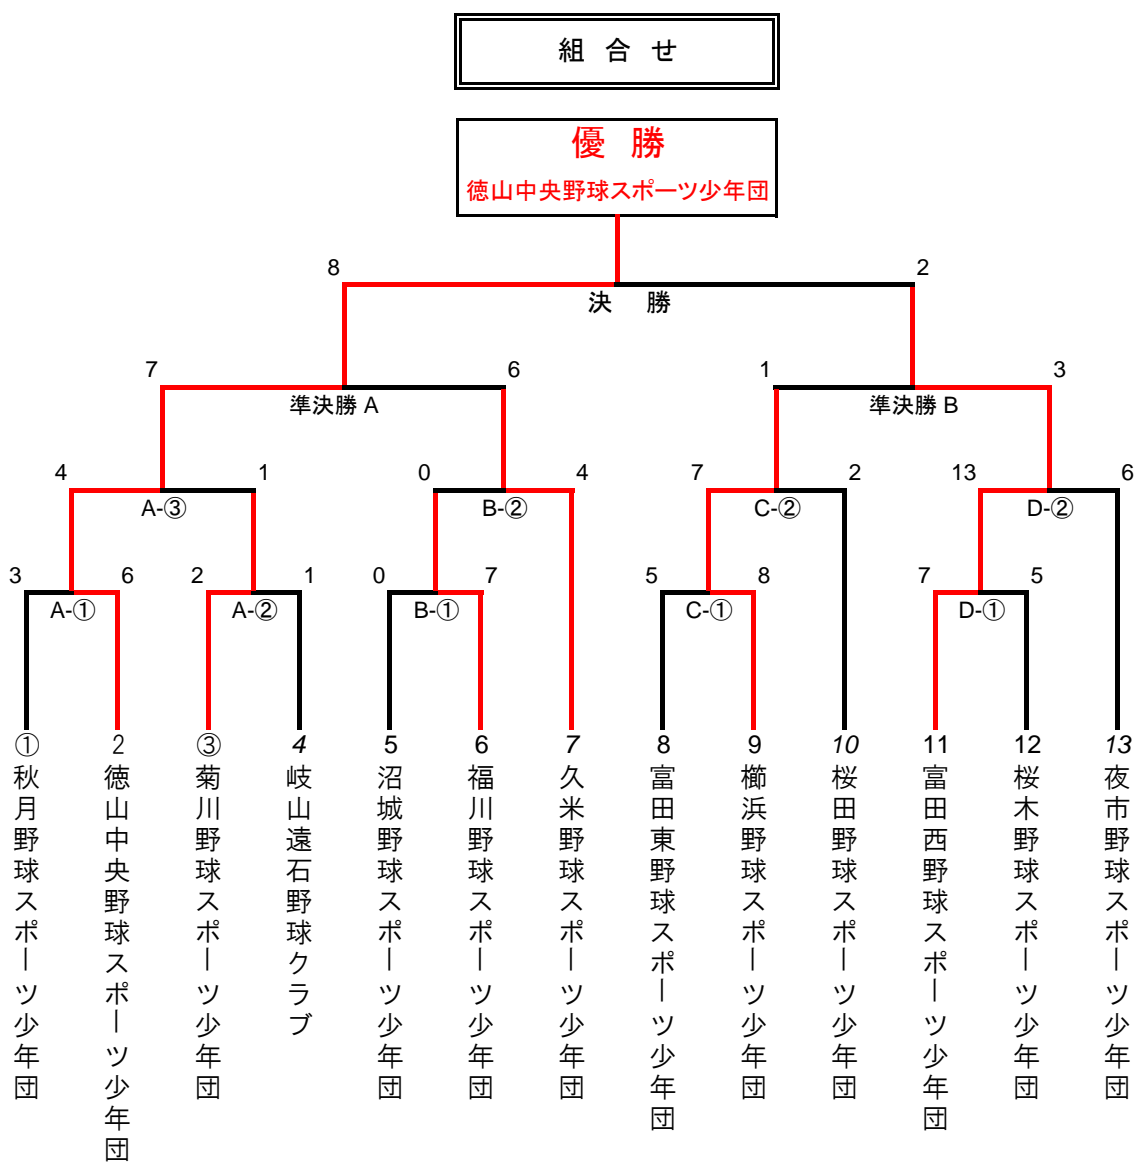 組 合 せ
優 勝
徳山中央野球スポーツ少年団
8 2
決 勝
7 6 1 3
準決勝 A 準決勝 B
4 1 0 4 7 2 13 6
A-③ B-② C-② D-②
3 6 2 1 0 7 5 8 7 5
A-① A-② B-① C-① D-①
① 2 ③ 4 5 6 7 8 9 10 11 12 13
秋月野球スポーツ少年団
徳山中央野球スポーツ少年団
菊川野球スポーツ少年団
岐山遠石野球クラブ
沼城野球スポーツ少年団
福川野球スポーツ少年団
久米野球スポーツ少年団
富田東野球スポーツ少年団
櫛浜野球スポーツ少年団
桜田野球スポーツ少年団
富田西野球スポーツ少年団
桜木野球スポーツ少年団
夜市野球スポーツ少年団